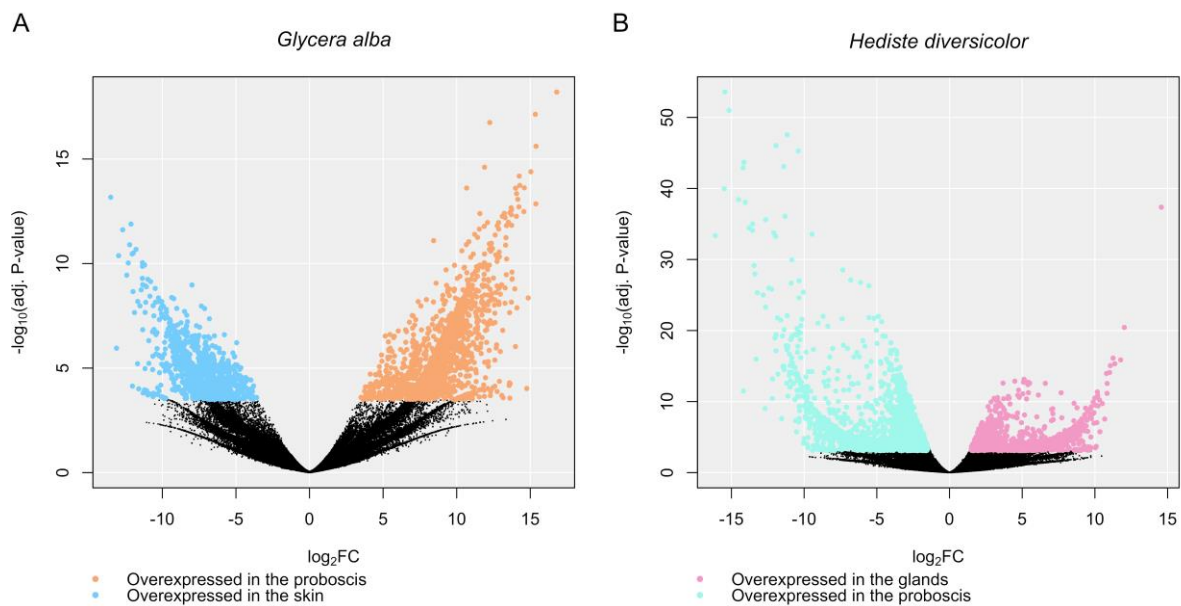 A
Glycera alba
-log10(adj. P-value)
15
10
5
0
-10
-5
0
5
10
15
log2FC
Overexpressed in the proboscis
Overexpressed in the skin
B
Hediste diversicolor
-log10(adj. P-value)
50
40
30
20
10
0
-15
-10
-5
0
5
10
15
log2FC
Overexpressed in the glands
Overexpressed in the proboscis